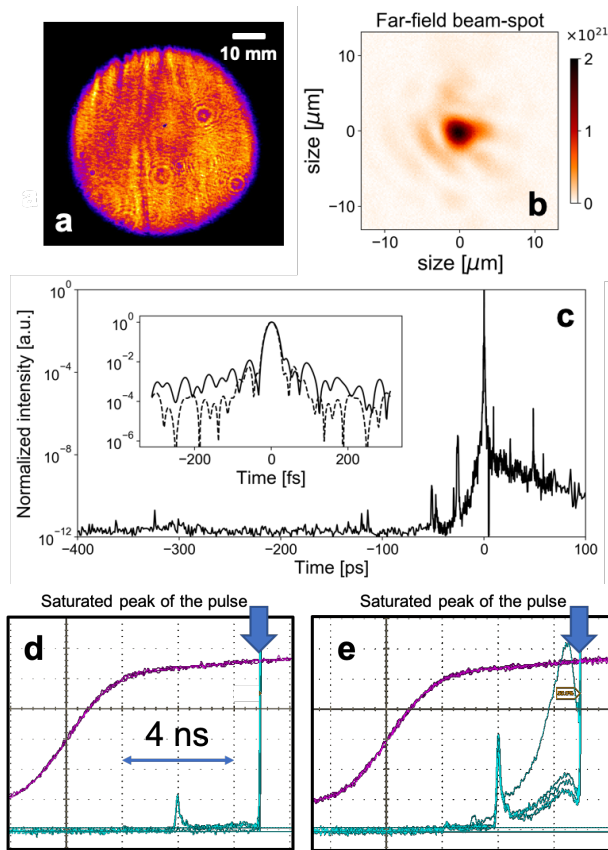 10 mm
a
Far-field beam-spot
×10²¹
size [μm]
10
0
−10
−10
0
10
size [μm]
2
1
0
b
Normalized intensity [a.u.]
10⁰
10⁻⁴
10⁻⁸
10⁻¹²
−400
−300
−200
−100
0
100
Time [ps]
c
10⁰
10⁻²
10⁻⁴
10⁻⁶
−200
0
200
Time [fs]
Saturated peak of the pulse
d
4 ns
Saturated peak of the pulse
e